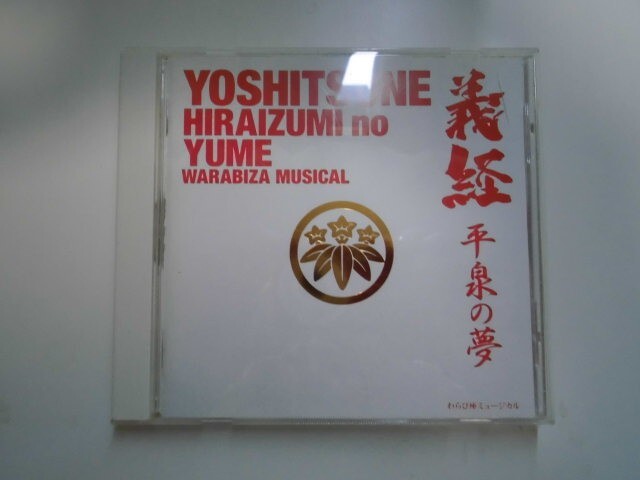 YOSHITSUNE
HIRAIZUMI no
YUME
WARABIZA MUSICAL
義経
平泉の夢
わらび座ミュージカル